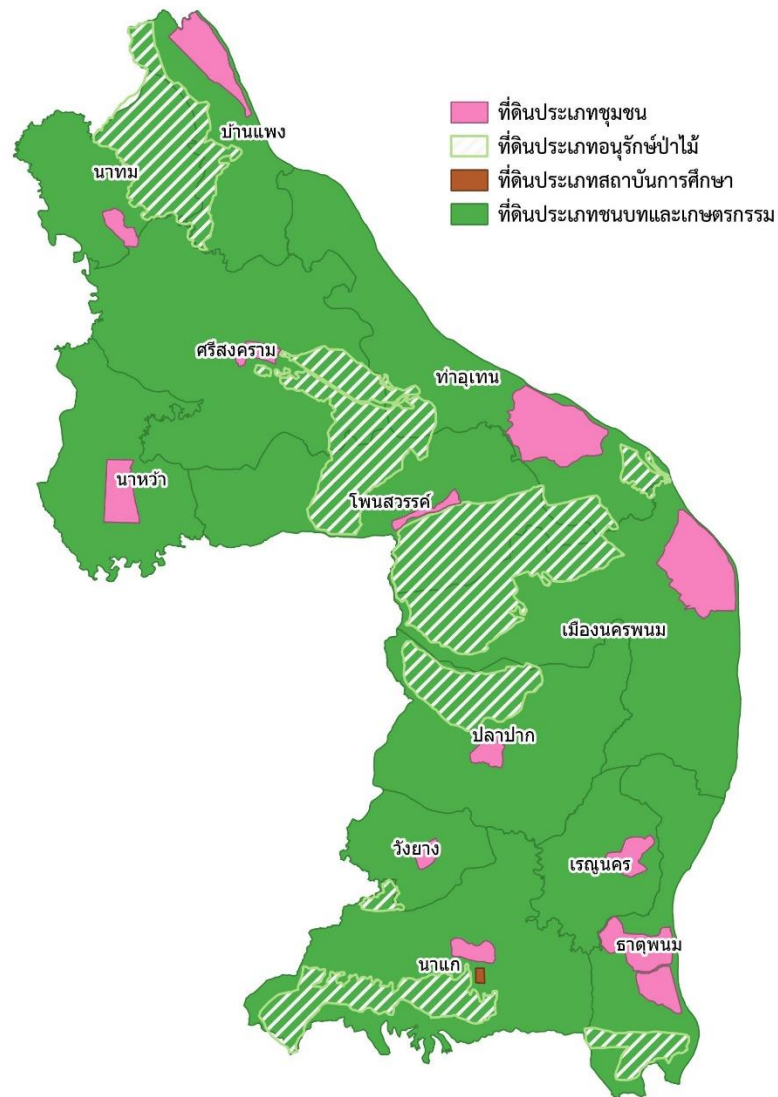 ที่ดินประเภทชุมชน
ที่ดินประเภทอนุรักษ์ป่าไม้
ที่ดินประเภทสถาบันการศึกษา
ที่ดินประเภทชนบทและเกษตรกรรม
บ้านแพง
นาทม
ศรีสงคราม
ท่าอุเทน
นาหว้า
โพนสวรรค์
เมืองนครพนม
ปลาปาก
วังยาง
เรณูนคร
ธาตุพนม
นาแก